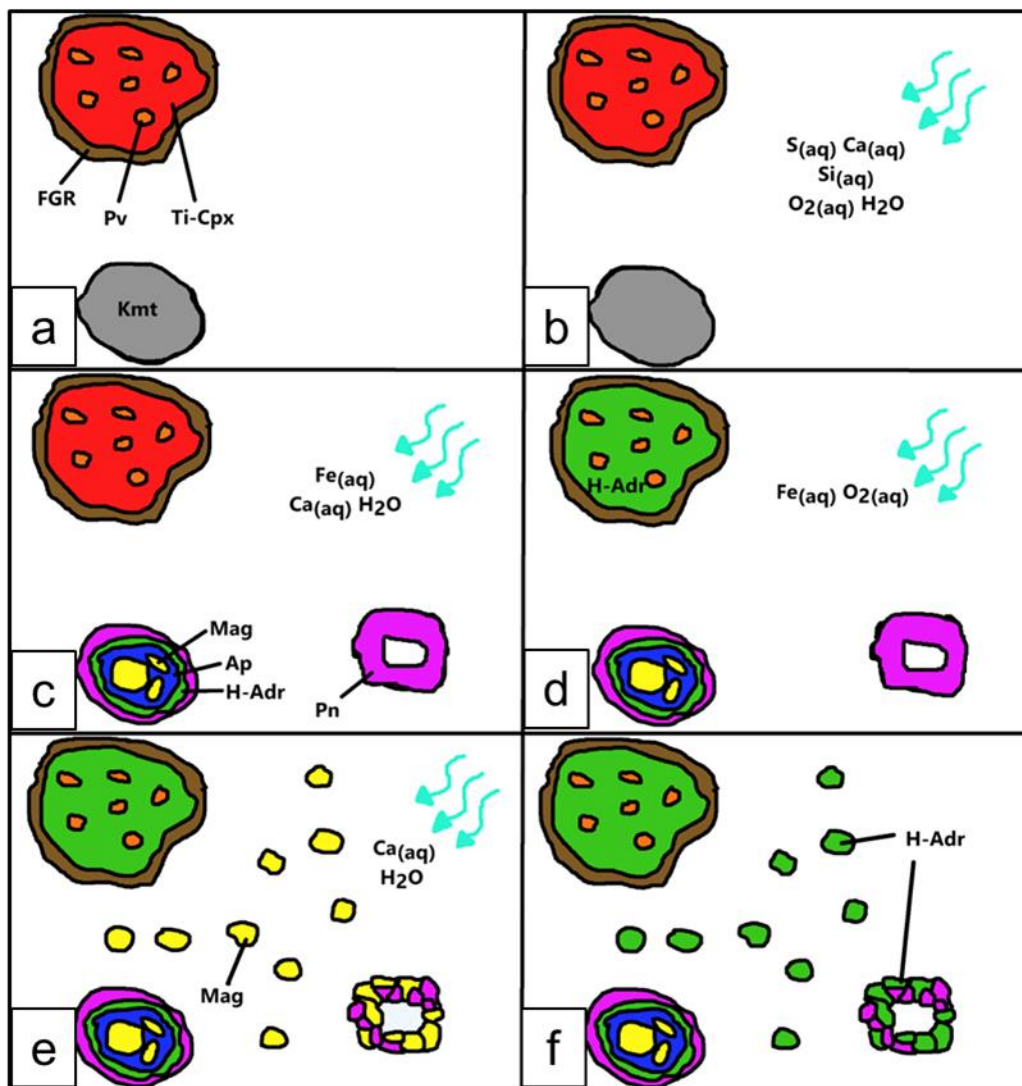 FGR
Pv
Ti-Cpx
Kmt
a
S(aq) Ca(aq)
Si(aq)
O2(aq) H2O
b
Fe(aq)
Ca(aq) H2O
Mag
Ap
H-Adr
Pn
c
H-Adr
Fe(aq) O2(aq)
d
Ca(aq)
H2O
Mag
e
H-Adr
f